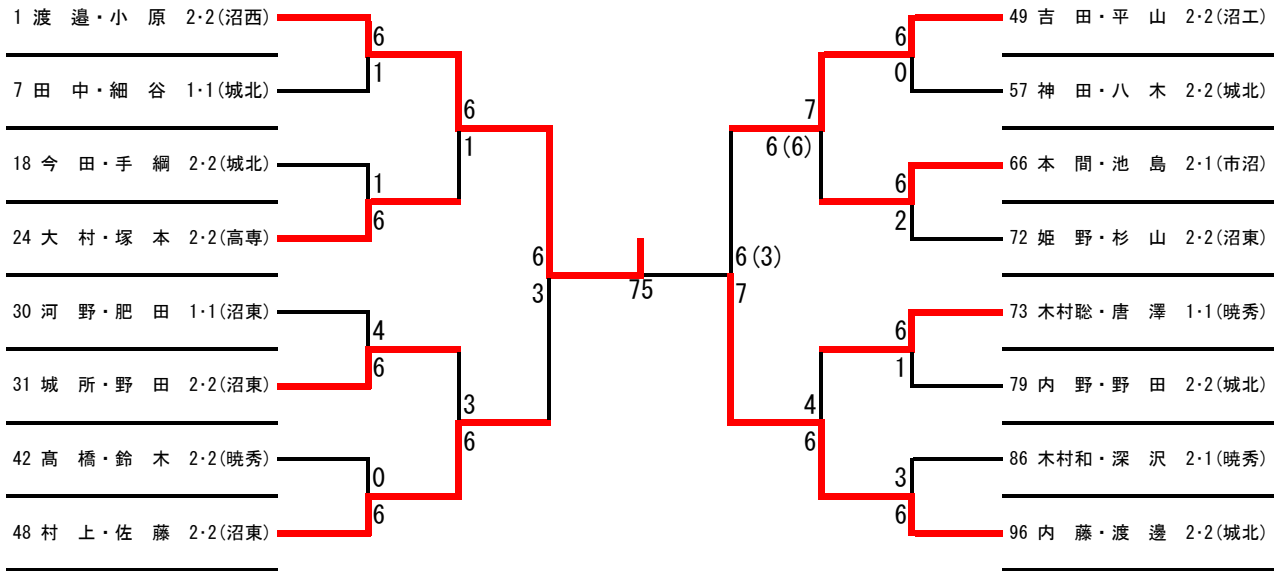 1 渡 邉・小 原 2・2(沼西)
6
1
7 田 中・細 谷 1・1(城北)
6
1
18 今 田・手 綱 2・2(城北)
1
6
24 大 村・塚 本 2・2(高専)
6
3
30 河 野・肥 田 1・1(沼東)
4
6
31 城 所・野 田 2・2(沼東)
3
6
42 髙 橋・鈴 木 2・2(暁秀)
0
6
48 村 上・佐 藤 2・2(沼東)
75
49 吉 田・平 山 2・2(沼工)
6
0
57 神 田・八 木 2・2(城北)
7
6(6)
66 本 間・池 島 2・1(市沼)
6
2
72 姫 野・杉 山 2・2(沼東)
6(3)
7
73 木村聡・唐 澤 1・1(暁秀)
6
1
79 内 野・野 田 2・2(城北)
4
6
86 木村和・深 沢 2・1(暁秀)
3
6
96 内 藤・渡 邊 2・2(城北)